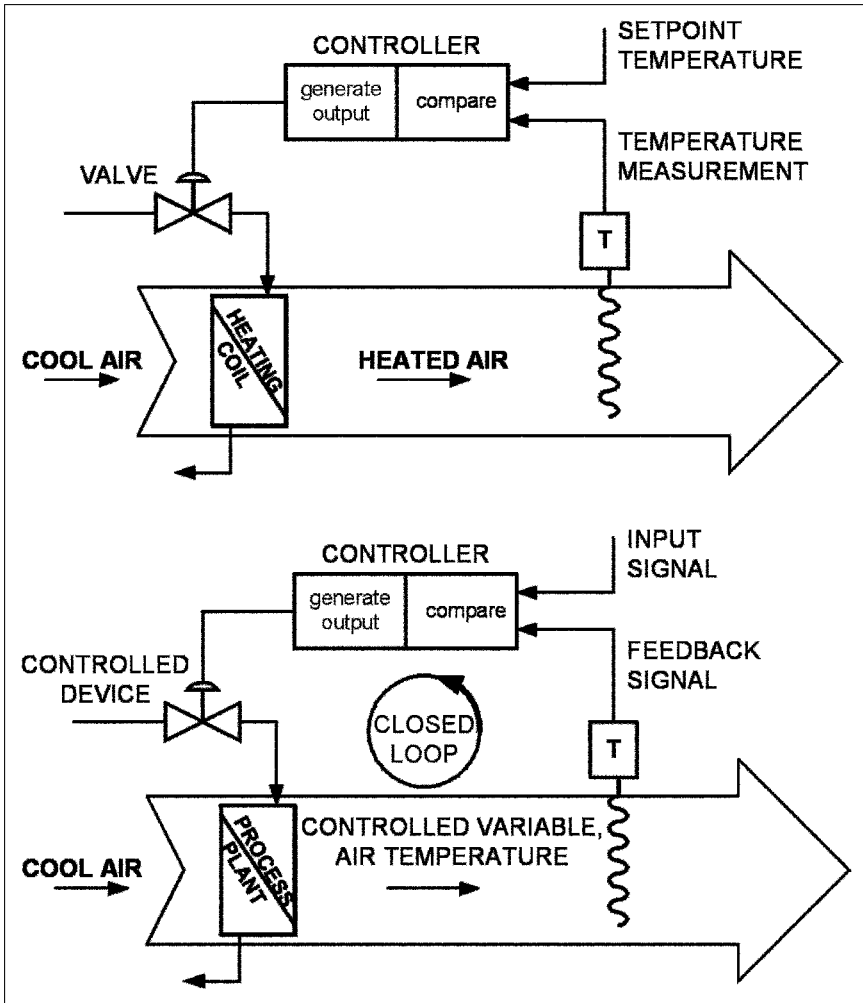 CONTROLLER
generate
output
compare
SETPOINT
TEMPERATURE
TEMPERATURE
MEASUREMENT
VALVE
T
COOL AIR
HEATING
COIL
HEATED AIR
CONTROLLER
generate
output
compare
INPUT
SIGNAL
FEEDBACK
SIGNAL
CONTROLLED
DEVICE
CLOSED
LOOP
T
COOL AIR
PROCESS
PLANT
CONTROLLED VARIABLE,
AIR TEMPERATURE